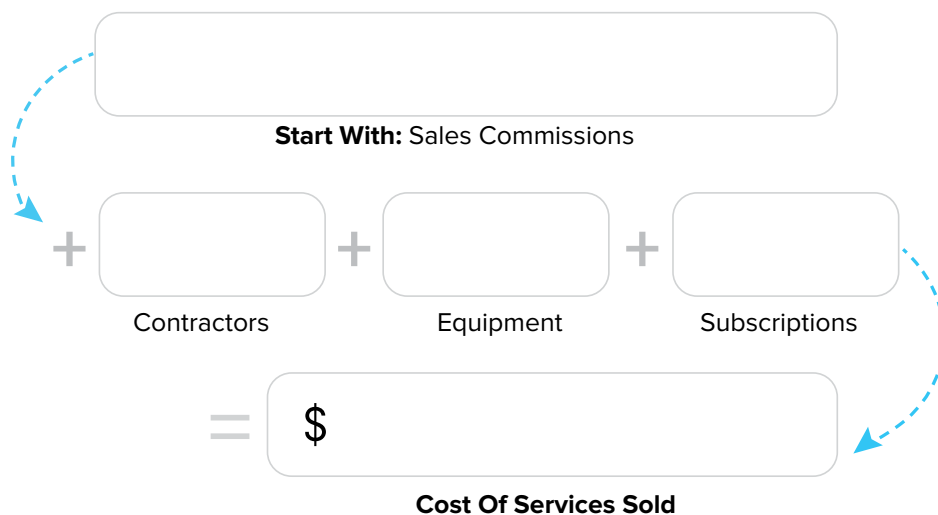 Start With: Sales Commissions
+ + +
Contractors Equipment Subscriptions
= $
Cost Of Services Sold